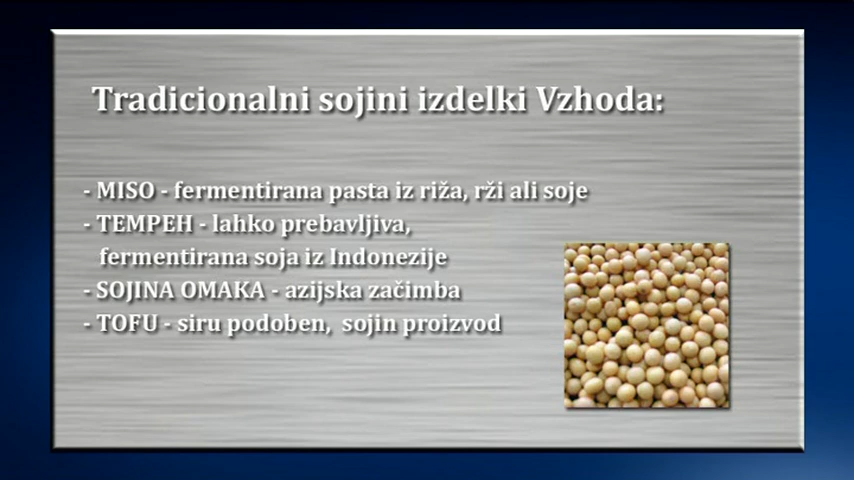 Tradicionalni sojini izdelki Vzhoda:
- MISO - fermentirana pasta iz riža, rži ali soje
- TEMPEH - lahko prebavljiva,
fermentirana soja iz Indonezije
- SOJINA OMAKA - azijska začimba
- TOFU - siru podoben, sojin proizvod